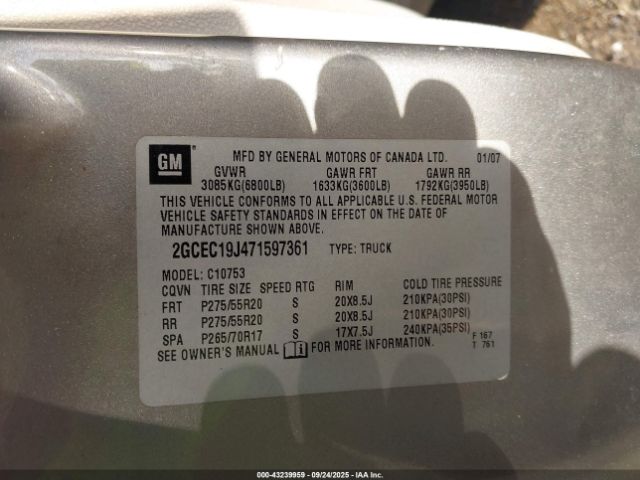 GM
MFD BY GENERAL MOTORS OF CANADA LTD. 01/07
GVWR GAWR FRT GAWR RR
3085KG(6800LB) 1633KG(3600LB) 1792KG(3950LB)
THIS VEHICLE CONFORMS TO ALL APPLICABLE U.S. FEDERAL MOTOR
VEHICLE SAFETY STANDARDS IN EFFECT ON THE DATE OF
MANUFACTURE SHOWN ABOVE.
2GCEC19J471597361 TYPE: TRUCK
MODEL: C10753
CQVN TIRE SIZE SPEED RTG RIM COLD TIRE PRESSURE
FRT P275/55R20 S 20X8.5J 210KPA(30PSI)
RR P275/55R20 S 20X8.5J 210KPA(30PSI)
SPA P265/70R17 S 17X7.5J 240KPA(35PSI) F 167
SEE OWNER'S MANUAL FOR MORE INFORMATION. T 761
000-43239959 - 09/24/2025 - IAA, Inc.